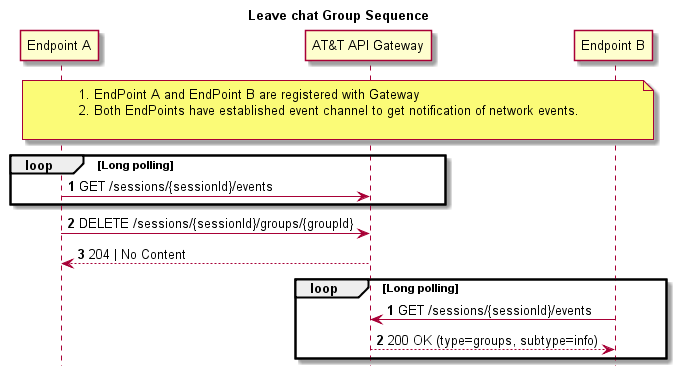 Leave chat Group Sequence
Endpoint A
AT&T API Gateway
Endpoint B
1. EndPoint A and EndPoint B are registered with Gateway
2. Both EndPoints have established event channel to get notification of network events.
loop [Long polling]
1 GET /sessions/{sessionId}/events
2 DELETE /sessions/{sessionId}/groups/{groupId}
3 204 | No Content
loop [Long polling]
1 GET /sessions/{sessionId}/events
2 200 OK (type=groups, subtype=info)